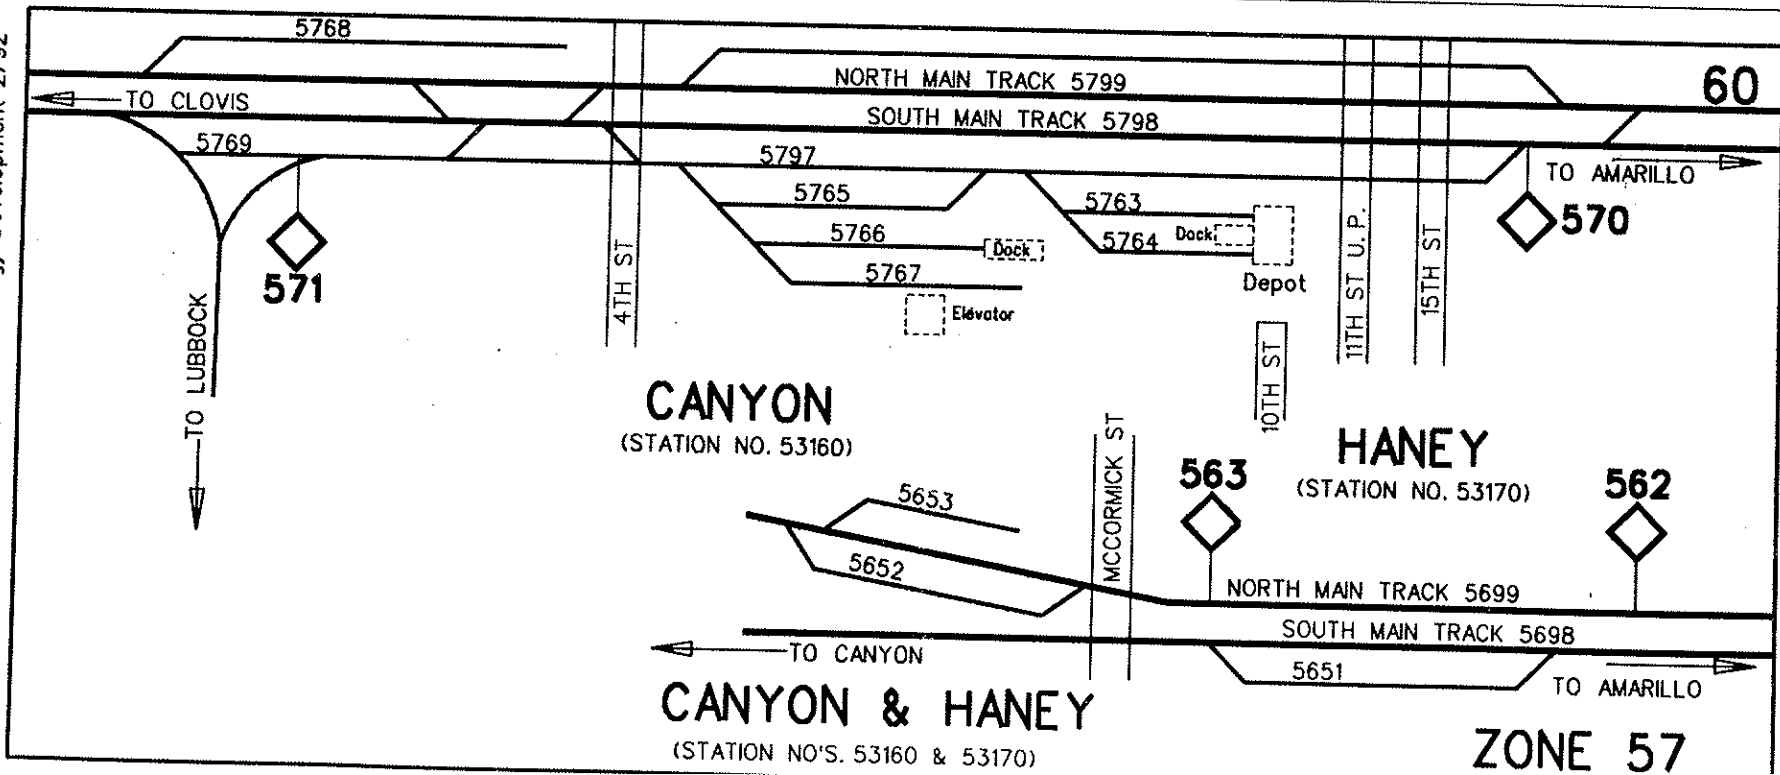 5768
NORTH MAIN TRACK 5799
60
TO CLOVIS
SOUTH MAIN TRACK 5798
5769
5797
TO AMARILLO
5765
5763
570
5766
Dock
5764
Dock
571
5767
Depot
Elevator
4TH ST
11TH ST U.P.
15TH ST
TO LUBBOCK
10TH ST
CANYON
(STATION NO. 53160)
MCCORMICK ST
HANEY
(STATION NO. 53170)
563
562
5653
5652
NORTH MAIN TRACK 5699
SOUTH MAIN TRACK 5698
TO CANYON
5651
TO AMARILLO
CANYON & HANEY
(STATION NO'S. 53160 & 53170)
ZONE 57